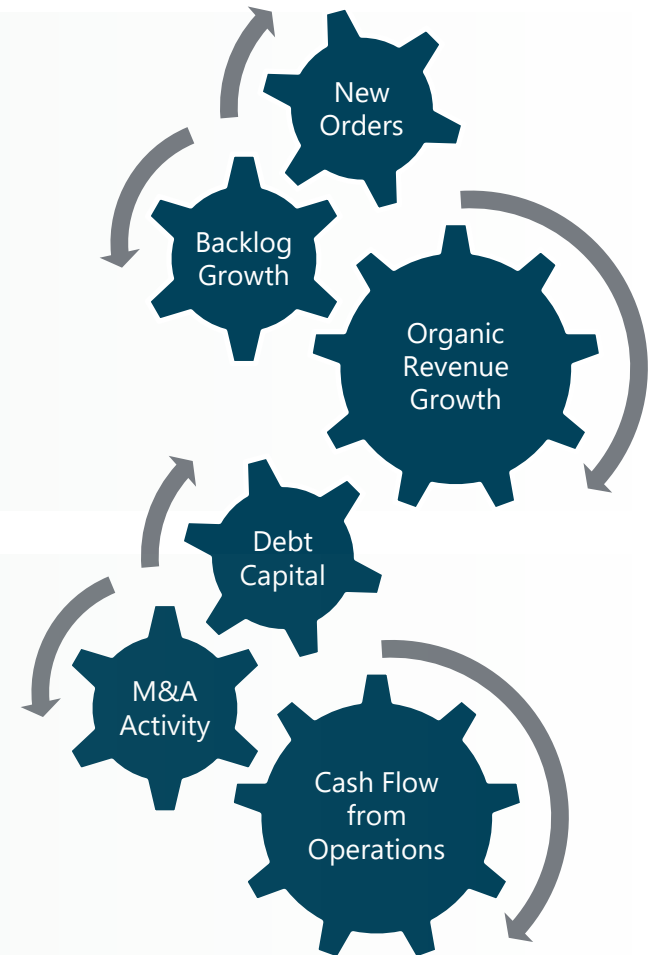 New
Orders
Backlog
Growth
Organic
Revenue
Growth
Debt
Capital
M&A
Activity
Cash Flow
from
Operations